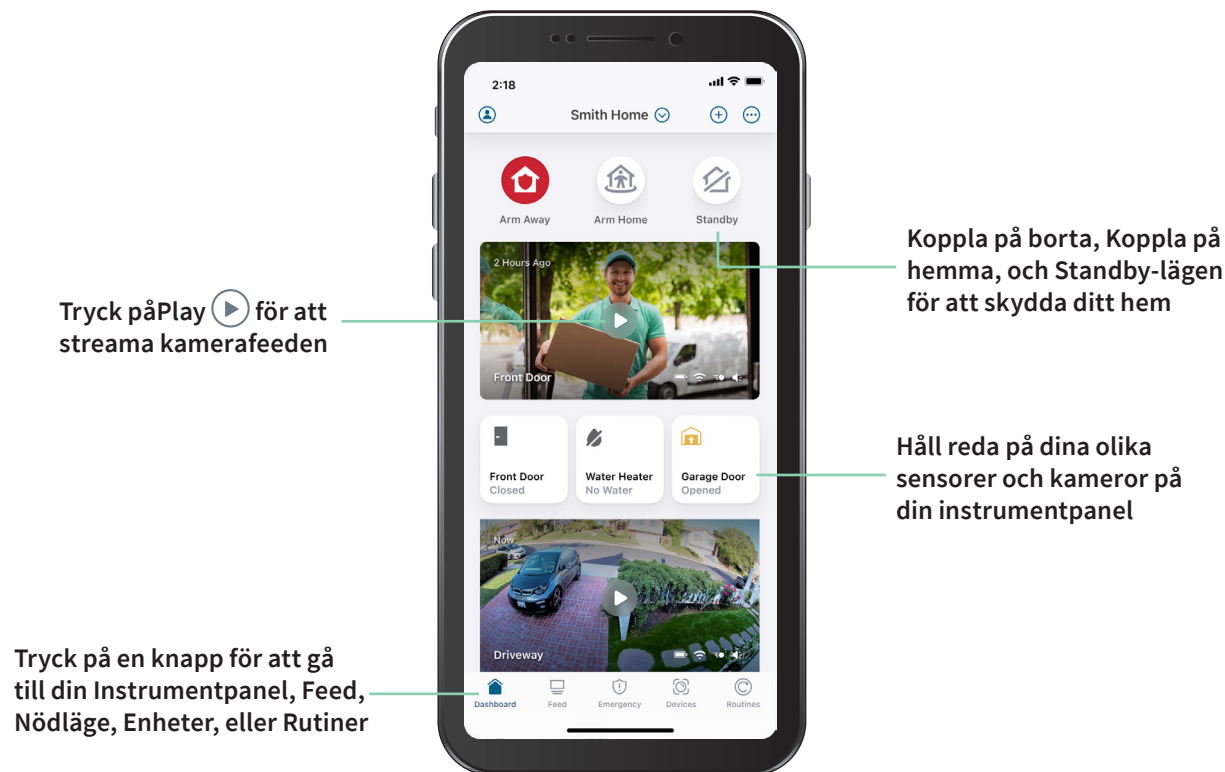 2:18
Smith Home
Arm Away
Arm Home
Standby
2 Hours Ago
Front Door
Koppla på borta, Koppla på
hemma, och Standby-lägen
för att skydda ditt hem
Tryck påPlay för att
streama kamerafeeden
Front Door
Closed
Water Heater
No Water
Garage Door
Opened
Håll reda på dina olika
sensorer och kameror på
din instrumentpanel
Now
Driveway
Tryck på en knapp för att gå
till din Instrumentpanel, Feed,
Nödläge, Enheter, eller Rutiner
Dashboard
Feed
Emergency
Devices
Routines